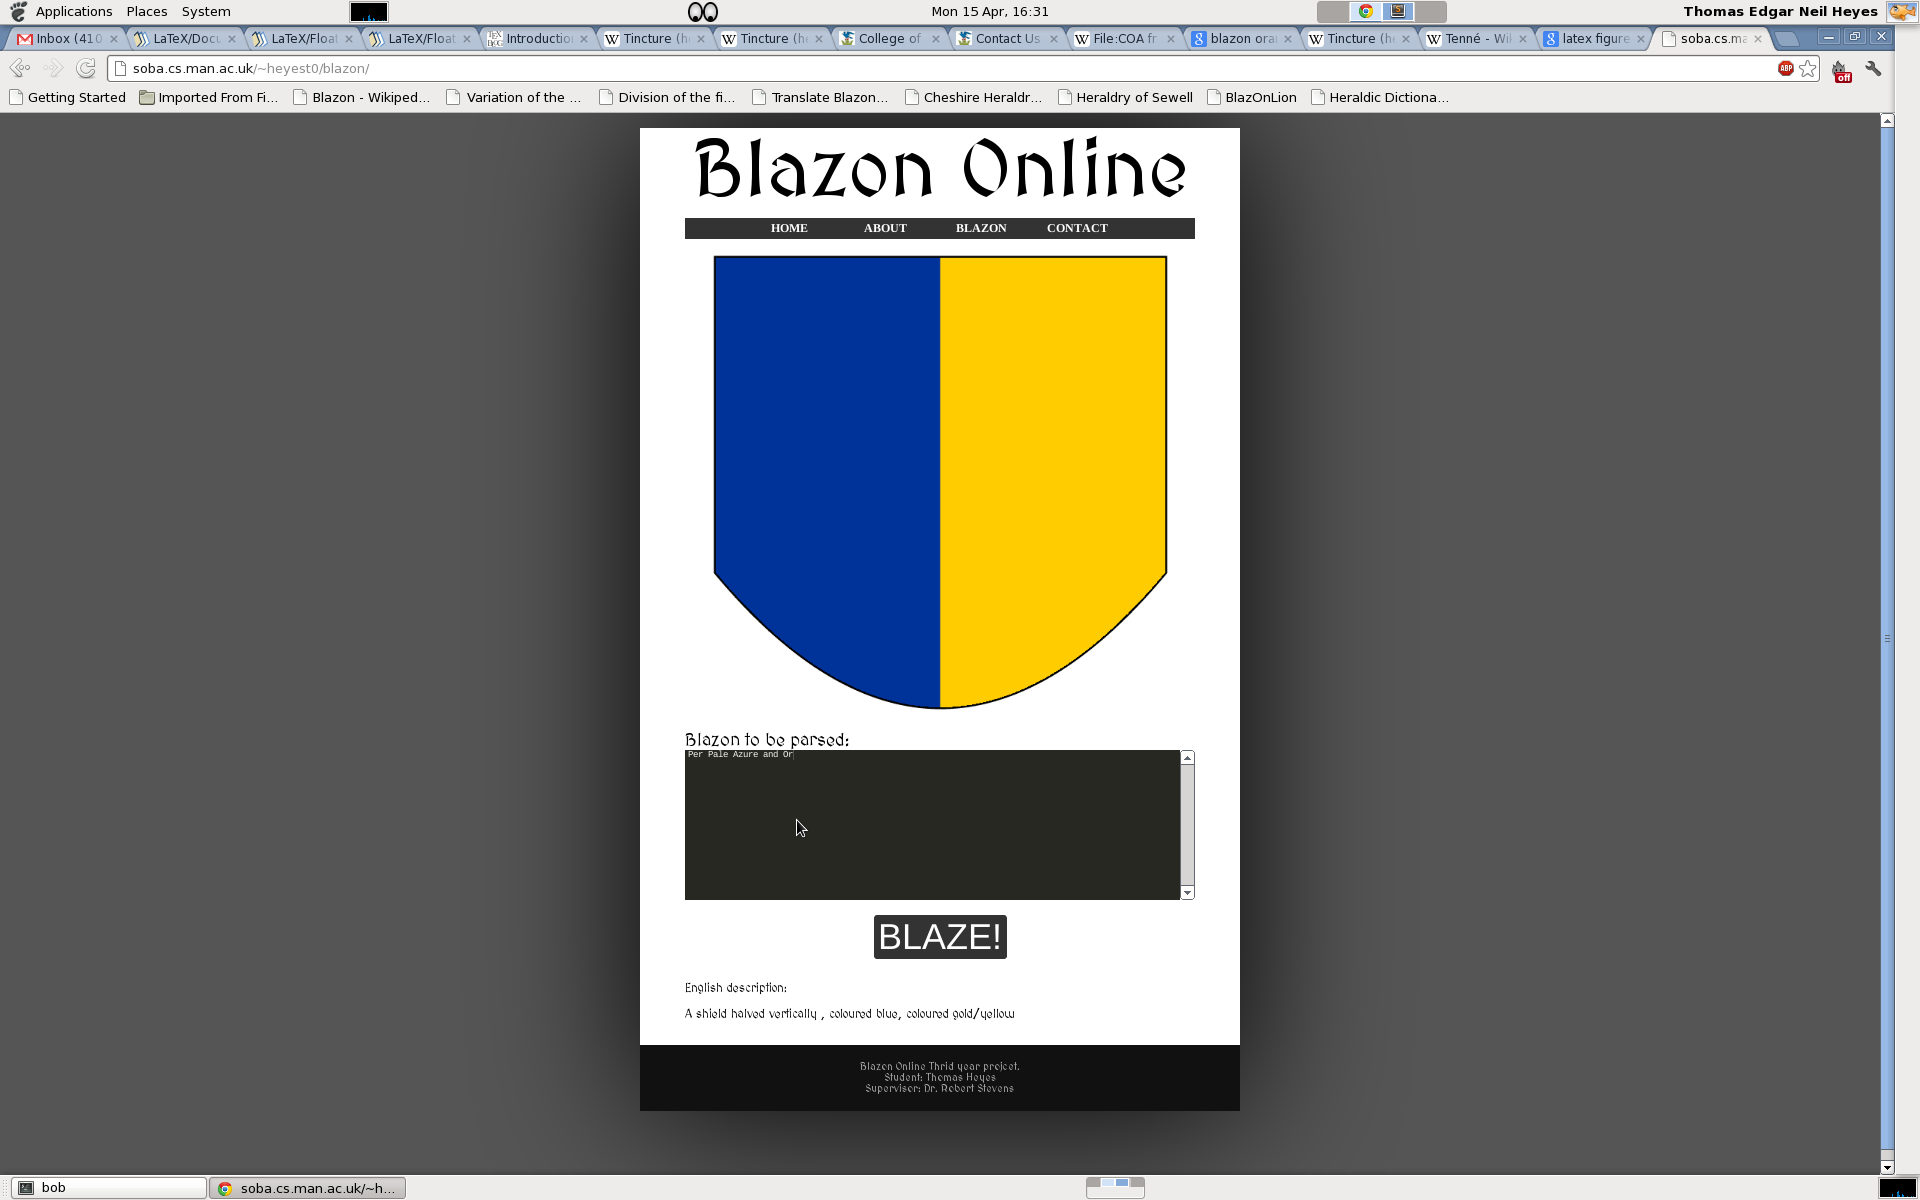 Applications Places System Mon 15 Apr, 16:31 Thomas Edgar Neil Heyes
Inbox (410 LaTeX/Docu LaTeX/Float LaTeX/Float Introductio Tincture (h Tincture (h College of Contact Us File:COA fr blazon ora Tincture (h Tenné - Wi latex figure soba.cs.ma
soba.cs.man.ac.uk/~heyest0/blazon/ ABP off
Getting Started Imported From Fi... Blazon - Wikiped... Variation of the ... Division of the fi... Translate Blazon... Cheshire Heraldr... Heraldry of Sewell BlazOnLion Heraldic Dictiona...
Blazon Online
HOME ABOUT BLAZON CONTACT
Blazon to be parsed:
Per Pale Azure and Or
BLAZE!
English description:
A shield halved vertically , coloured blue, coloured gold/yellow
Blazon Online Thrid year project.
Student: Thomas Heyes
Supervisor: Dr. Robert Stevens
bob soba.cs.man.ac.uk/~h...